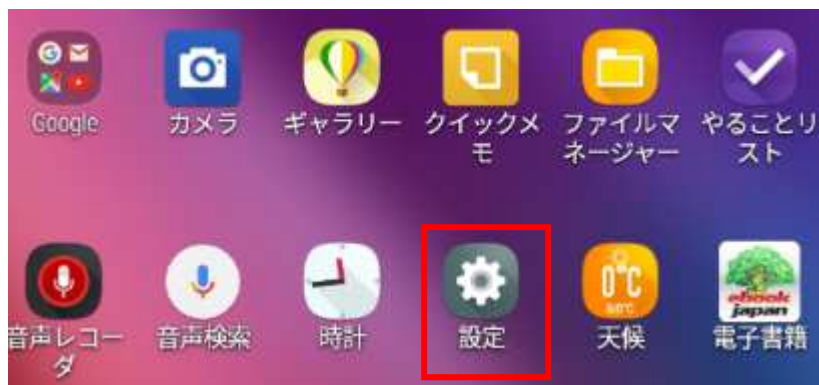 Google
カメラ
ギャラリー
クイックメ
モ
ファイルマ
ネージャー
やることリ
スト
0°C
ebook
japan
音声レコー
ダ
音声検索
時計
設定
天候
電子書籍